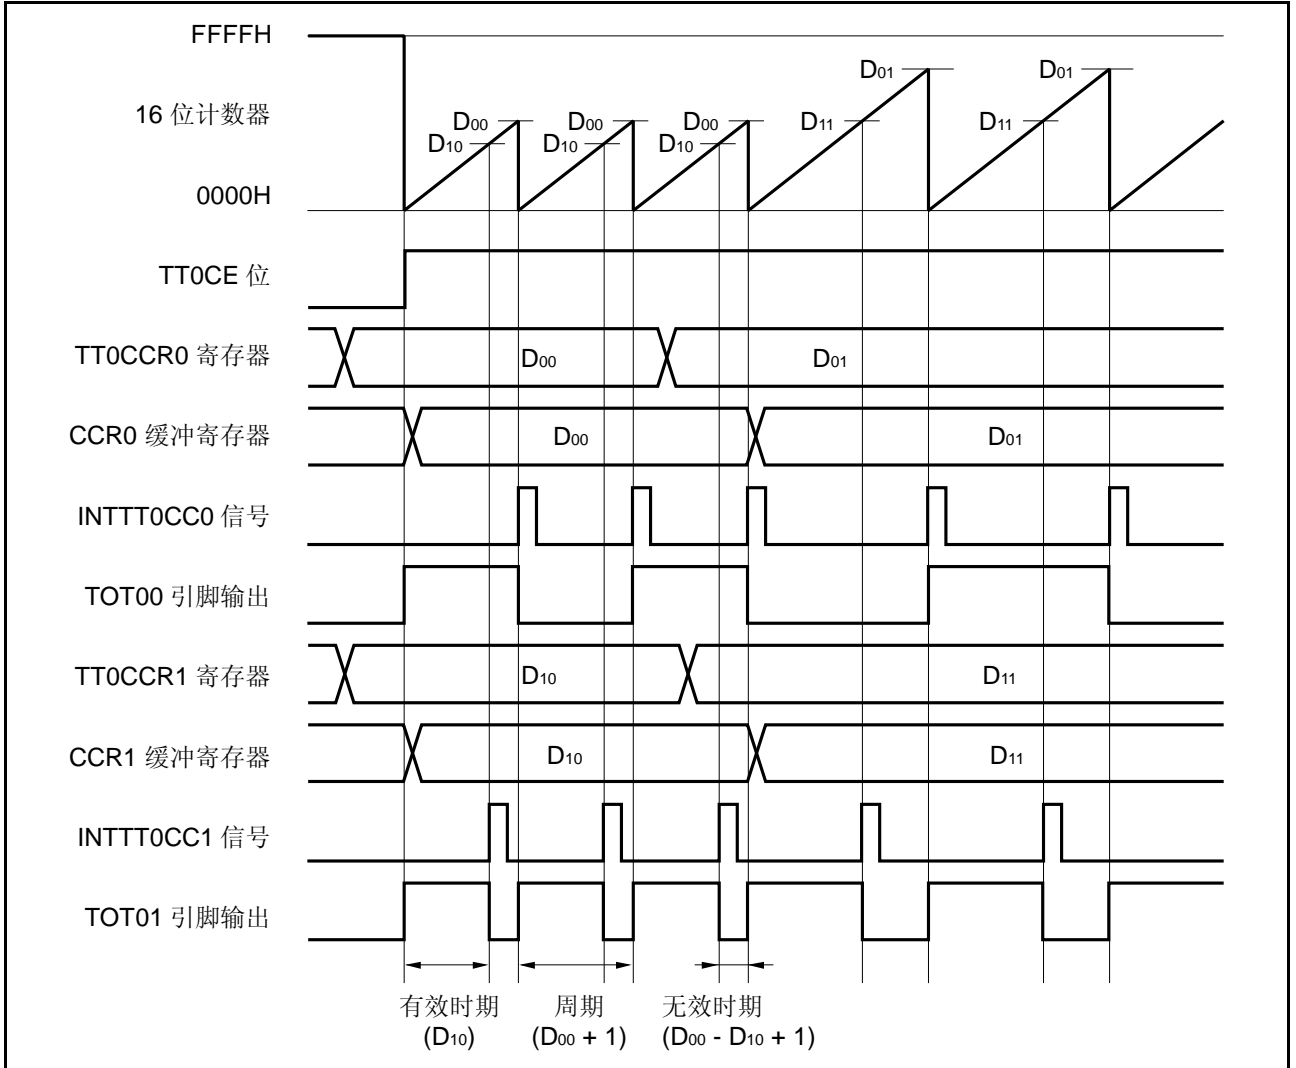 FFFFH
D01 D01
16 位计数器
D00 D00 D00 D11 D11
D10 D10 D10
0000H
TT0CE 位
TT0CCR0 寄存器 D00 D01
CCR0 缓冲寄存器 D00 D01
INTTT0CC0 信号
TOT00 引脚输出
TT0CCR1 寄存器 D10 D11
CCR1 缓冲寄存器 D10 D11
INTTT0CC1 信号
TOT01 引脚输出
有效时期 周期 无效时期
(D10) (D00 + 1) (D00 - D10 + 1)